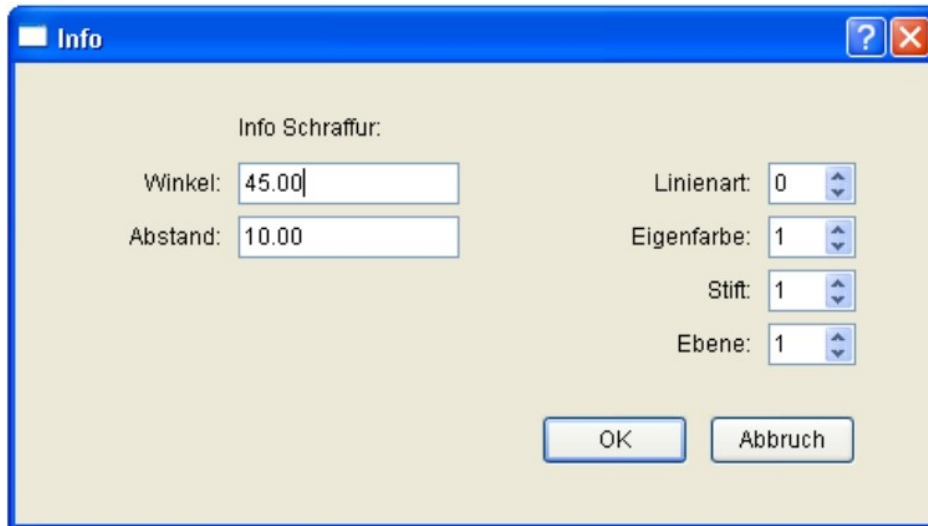 Info
Info Schraffur:
Winkel: 45.00
Linienart: 0
Abstand: 10.00
Eigenfarbe: 1
Stift: 1
Ebene: 1
OK
Abbruch